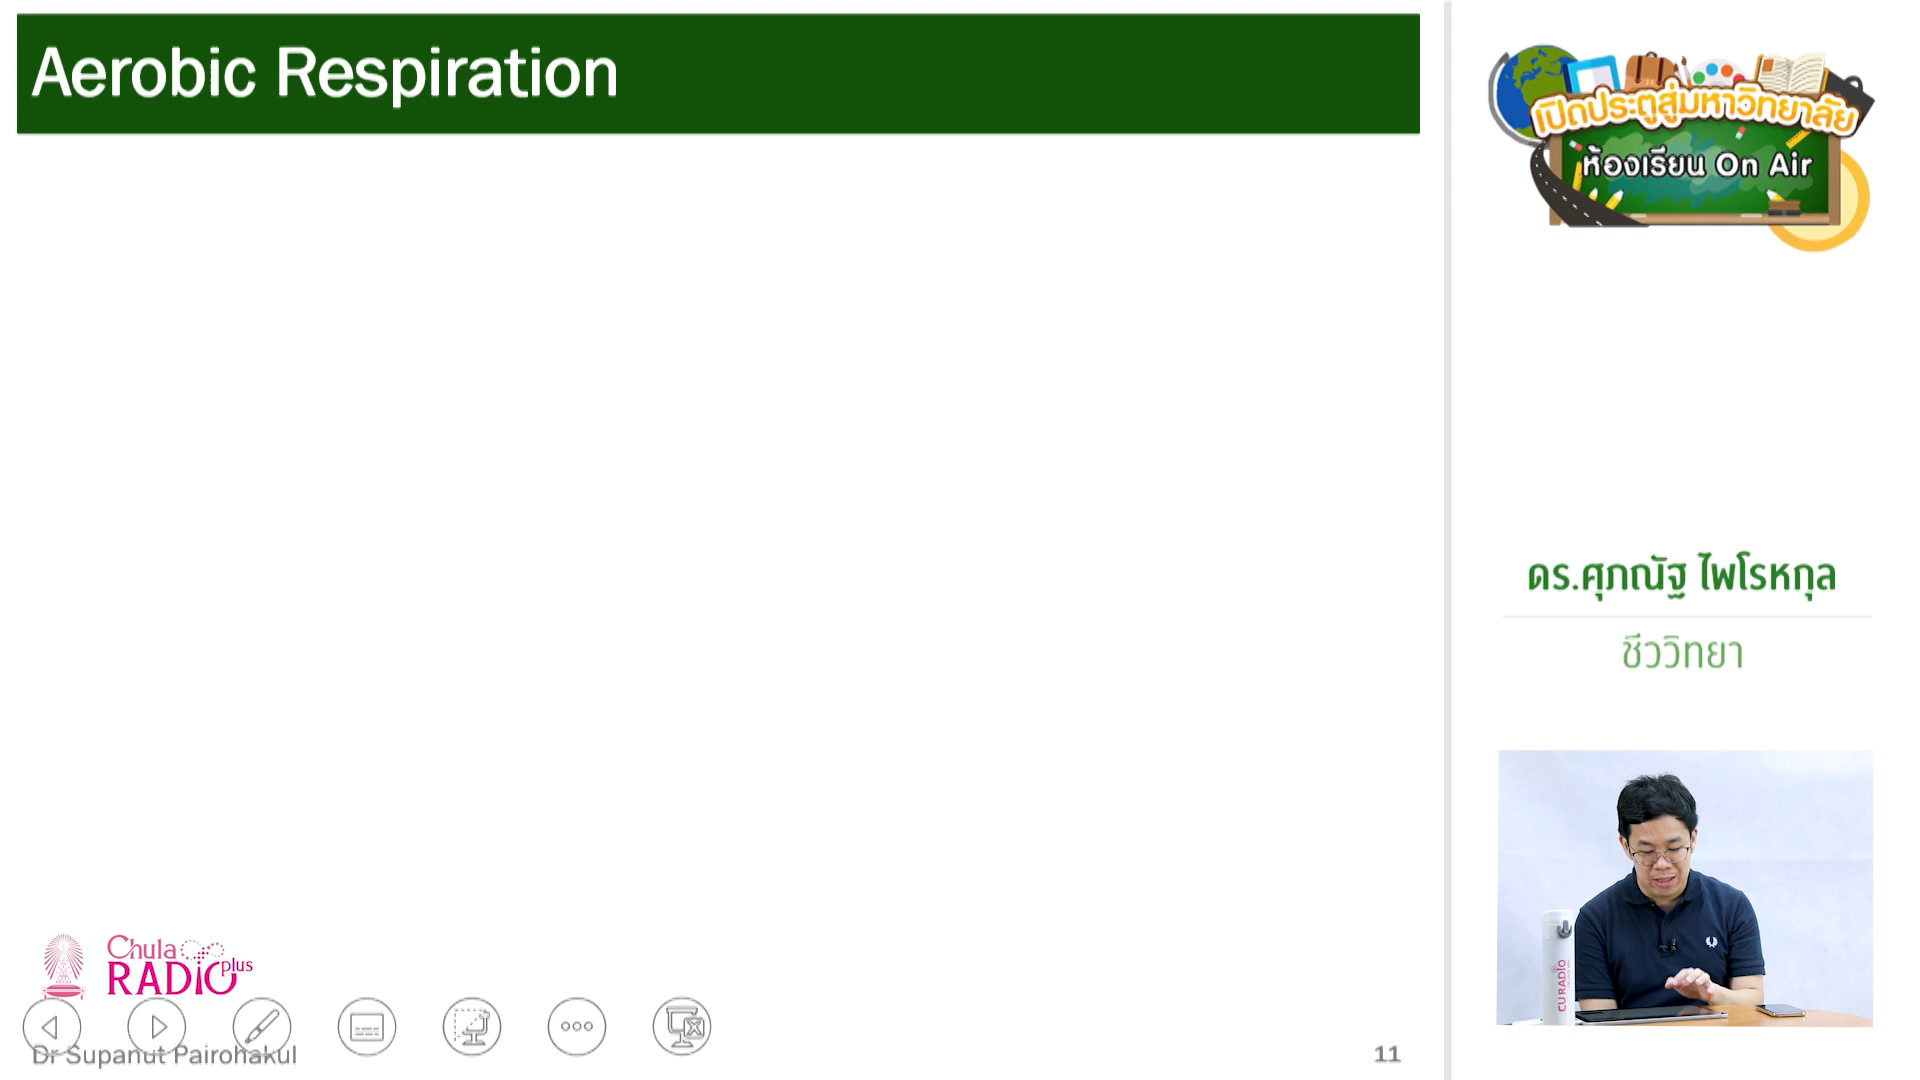 Aerobic Respiration
เปิดประตูสู่มหาวิทยาลัย
ห้องเรียน On Air
ดร.ศุภณัฐ ไพโรหกุล
ชีววิทยา
CU RADIO
Chula
RADIO plus
Dr Supanut Pairohakul
11